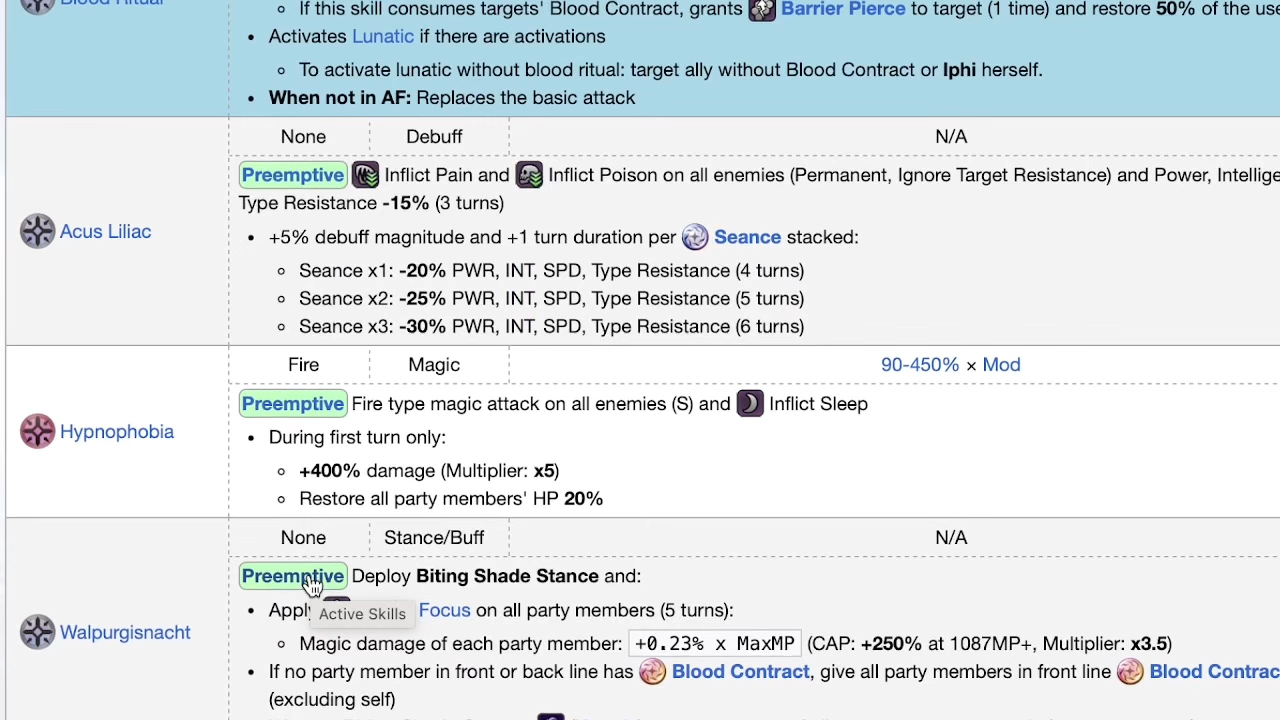 Blood Ritual
If this skill consumes targets' Blood Contract, grants Barrier Pierce to target (1 time) and restore 50% of the
Activates Lunatic if there are activations
To activate lunatic without blood ritual: target ally without Blood Contract or Iphi herself.
When not in AF: Replaces the basic attack
None Debuff N/A
Preemptive Inflict Pain and Inflict Poison on all enemies (Permanent, Ignore Target Resistance) and Power,
Type Resistance -15% (3 turns)
Acus Liliac
+5% debuff magnitude and +1 turn duration per Seance stacked:
Seance x1: -20% PWR, INT, SPD, Type Resistance (4 turns)
Seance x2: -25% PWR, INT, SPD, Type Resistance (5 turns)
Seance x3: -30% PWR, INT, SPD, Type Resistance (6 turns)
Fire Magic 90-450% × Mod
Preemptive Fire type magic attack on all enemies (S) and Inflict Sleep
Hypnophobia
During first turn only:
+400% damage (Multiplier: x5)
Restore all party members' HP 20%
None Stance/Buff N/A
Preemptive Deploy Biting Shade Stance and:
Apply Focus on all party members (5 turns):
Active Skills
Walpurgisnacht
Magic damage of each party member: +0.23% x MaxMP (CAP: +250% at 1087MP+, Multiplier: x3.5)
If no party member in front or back line has Blood Contract, give all party members in front line Blood
(excluding self)